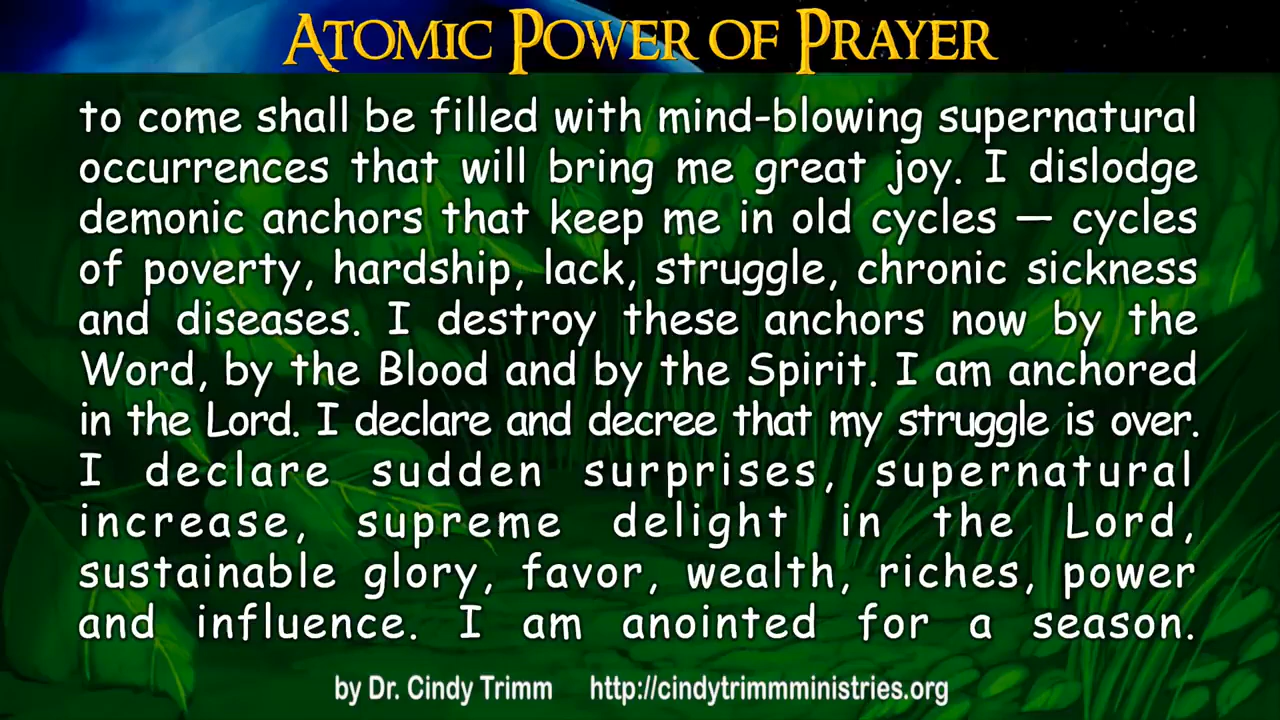 ATOMIC POWER OF PRAYER
to come shall be filled with mind-blowing supernatural
occurrences that will bring me great joy. I dislodge
demonic anchors that keep me in old cycles — cycles
of poverty, hardship, lack, struggle, chronic sickness
and diseases. I destroy these anchors now by the
Word, by the Blood and by the Spirit. I am anchored
in the Lord. I declare and decree that my struggle is over.
I declare sudden surprises, supernatural
increase, supreme delight in the Lord,
sustainable glory, favor, wealth, riches, power
and influence. I am anointed for a season.
by Dr. Cindy Trimm http://cindytrimmministries.org